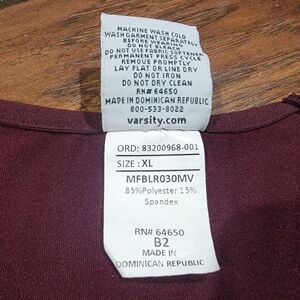 MACHINE WASH COLD
WASH GARMENT SEPARATELY
BEFORE WEARING
DO NOT BLEACH
DO NOT USE FABRIC SOFTENER
PERMANENT PRESS CYCLE
REMOVE PROMPTLY
LAY FLAT OR LINE DRY
DO NOT IRON
DO NOT DRY CLEAN
RN# 64650
MADE IN DOMINICAN REPUBLIC
800-533-8022
varsity.com
ORD: 83200968-001
SIZE : XL
MFBLR030MV
85%Polyester 15%
Spandex
RN# 64650
B2
MADE IN
DOMINICAN REPUBLIC